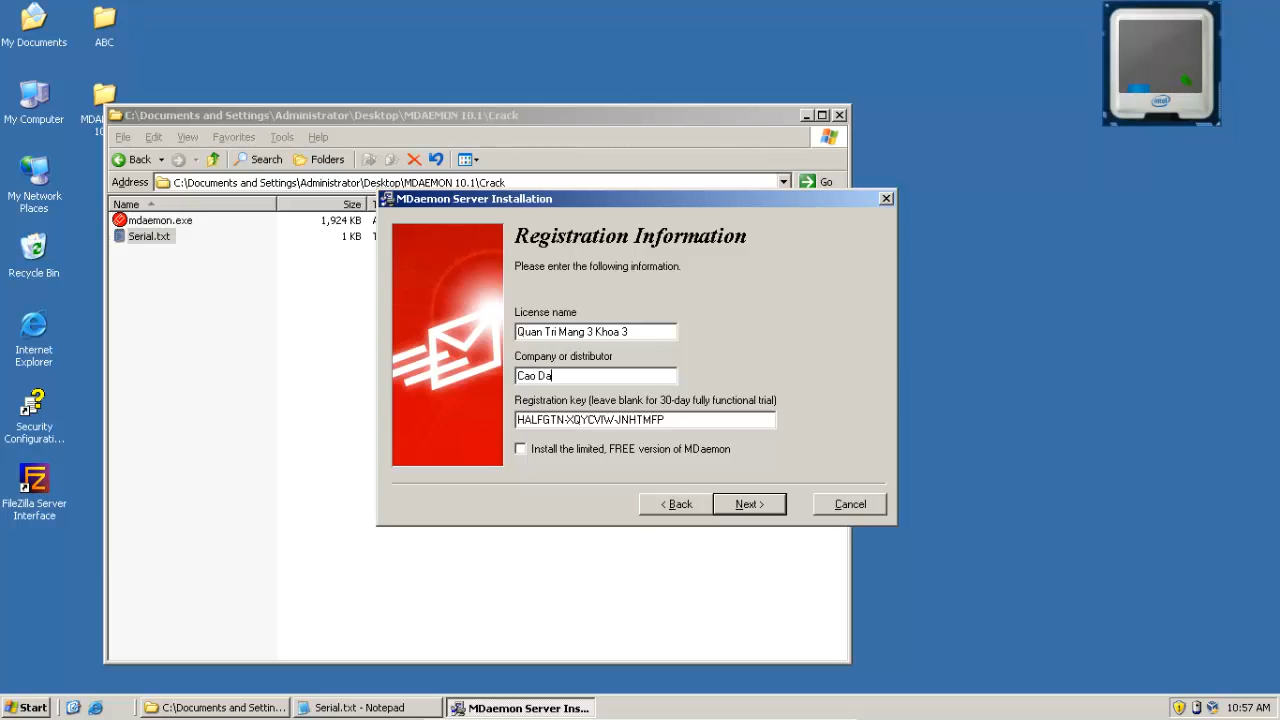 My Documents
ABC
My Computer
MDA
10
My Network
Places
Recycle Bin
Internet
Explorer
Security
Configurati...
FileZilla Server
Interface
intel
C:\Documents and Settings\Administrator\Desktop\MDAEMON 10.1\Crack
File Edit View Favorites Tools Help
Back Search Folders
Address C:\Documents and Settings\Administrator\Desktop\MDAEMON 10.1\Crack Go
Name Size T
mdaemon.exe 1,924 KB A
Serial.txt 1 KB T
MDaemon Server Installation
Registration Information
Please enter the following information.
License name
Quan Tri Mang 3 Khoa 3
Company or distributor
Cao Da
Registration key (leave blank for 30-day fully functional trial)
HALFGTN-XQYCVIW-JNHTMFP
Install the limited, FREE version of MDaemon
< Back Next > Cancel
Start C:\Documents and Settin... Serial.txt - Notepad MDaemon Server Ins... 10:57 AM